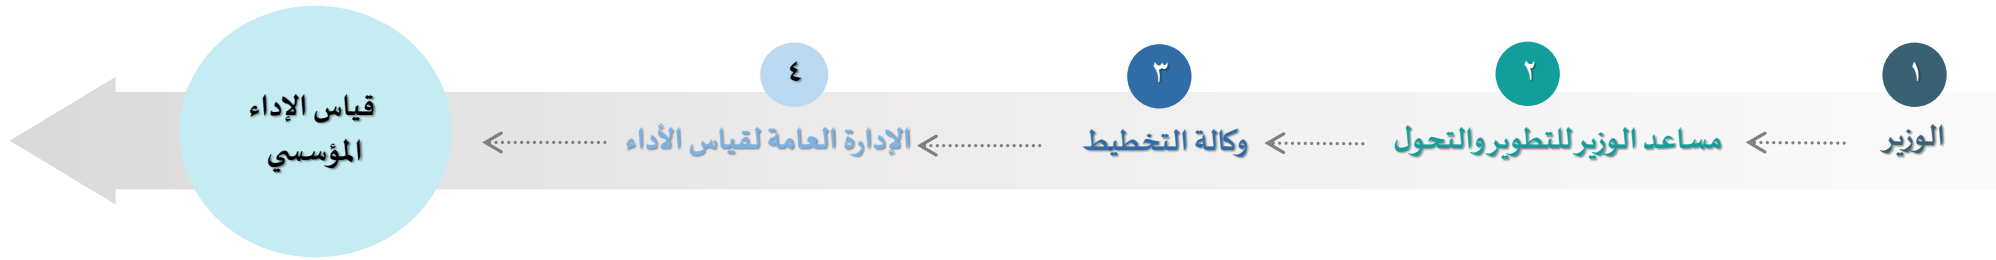 ١
الوزير
٢
مساعد الوزير للتطوير والتحول
٣
وكالة التخطيط
٤
الإدارة العامة لقياس الأداء
قياس الإداء
المؤسسي